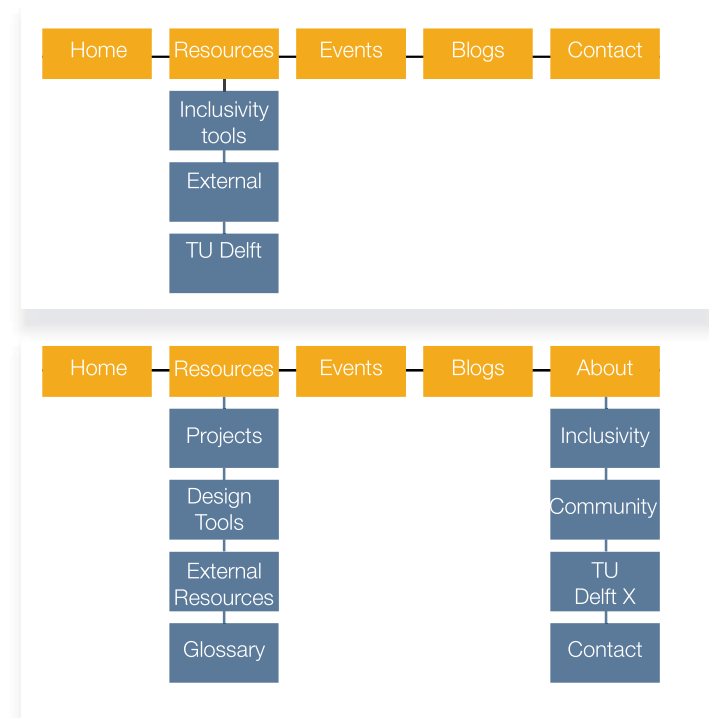 Home
Resources
Events
Blogs
Contact
Inclusivity
tools
External
TU Delft
Home
Resources
Events
Blogs
About
Projects
Design
Tools
External
Resources
Glossary
Inclusivity
Community
TU
Delft X
Contact